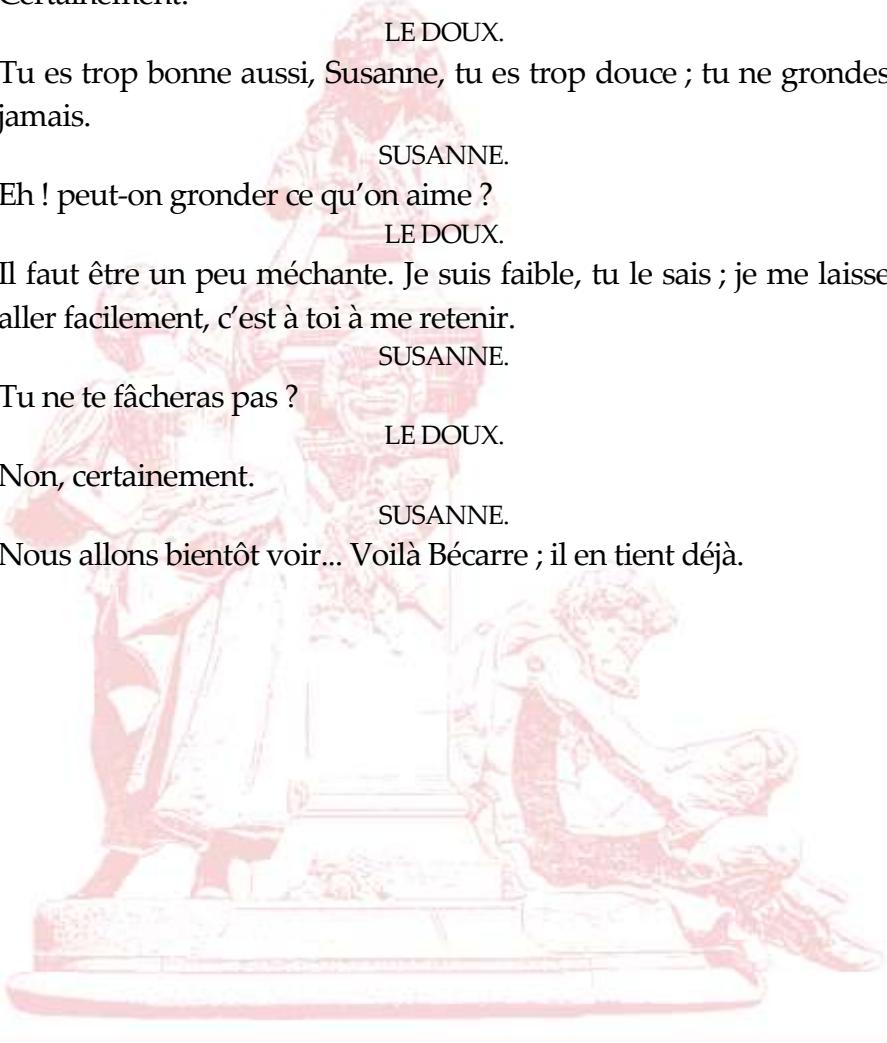 Certainement.
LE DOUX.
Tu es trop bonne aussi, Susanne, tu es trop douce ; tu ne grondes
jamais.
SUSANNE.
Eh ! peut-on gronder ce qu’on aime ?
LE DOUX.
Il faut être un peu méchante. Je suis faible, tu le sais ; je me laisse
aller facilement, c’est à toi à me retenir.
SUSANNE.
Tu ne te fâcheras pas ?
LE DOUX.
Non, certainement.
SUSANNE.
Nous allons bientôt voir... Voilà Bécarre ; il en tient déjà.